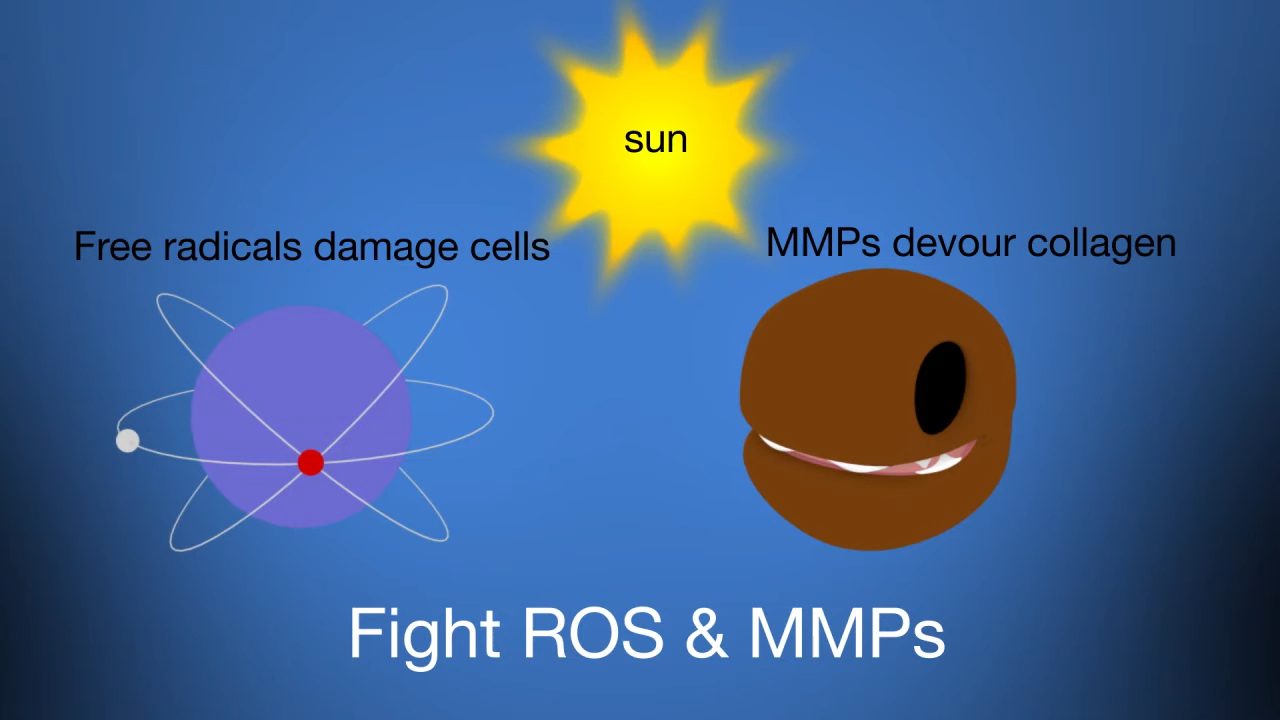 sun
Free radicals damage cells
MMPs devour collagen
Fight ROS & MMPs